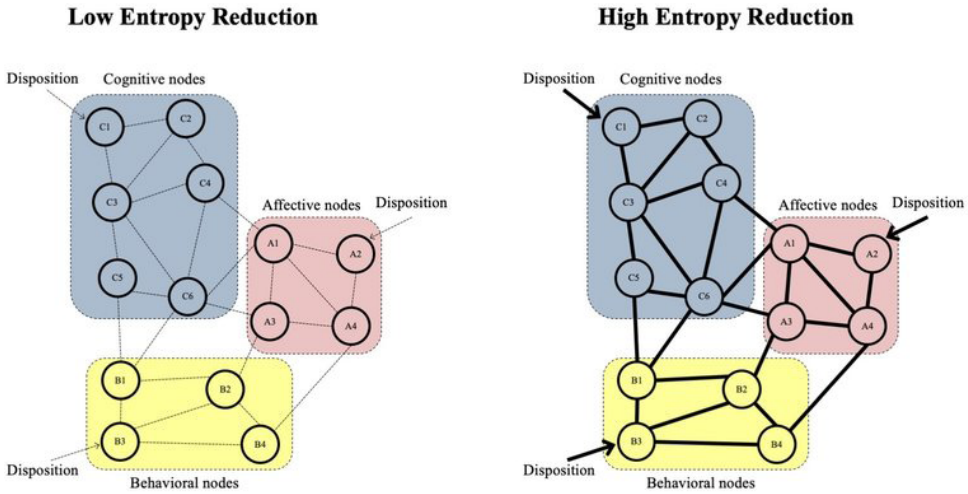 Low Entropy Reduction
Disposition
Cognitive nodes
C1
C2
C4
C3
Disposition
Affective nodes
A1
A2
C5
C6
A3
A4
B1
B2
B3
B4
Disposition
Behavioral nodes
High Entropy Reduction
Disposition
Cognitive nodes
C1
C2
C4
C3
Disposition
Affective nodes
A1
A2
C5
C6
A3
A4
B1
B2
B3
B4
Disposition
Behavioral nodes